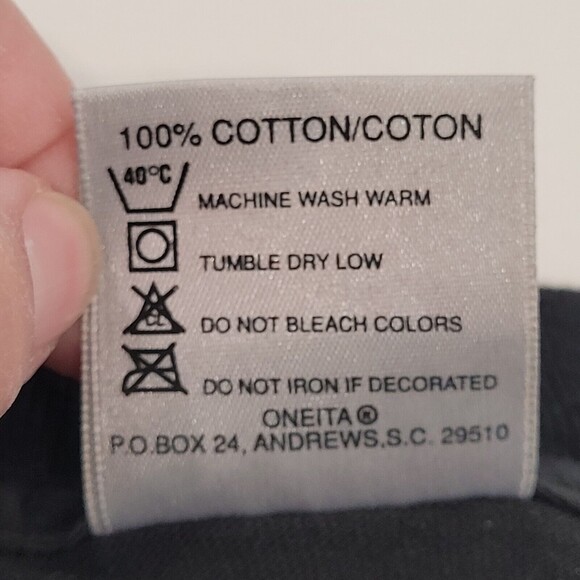 100% COTTON/COTON
40°C
MACHINE WASH WARM
TUMBLE DRY LOW
CL
DO NOT BLEACH COLORS
DO NOT IRON IF DECORATED
ONEITA®
P.O.BOX 24, ANDREWS,S.C. 29510